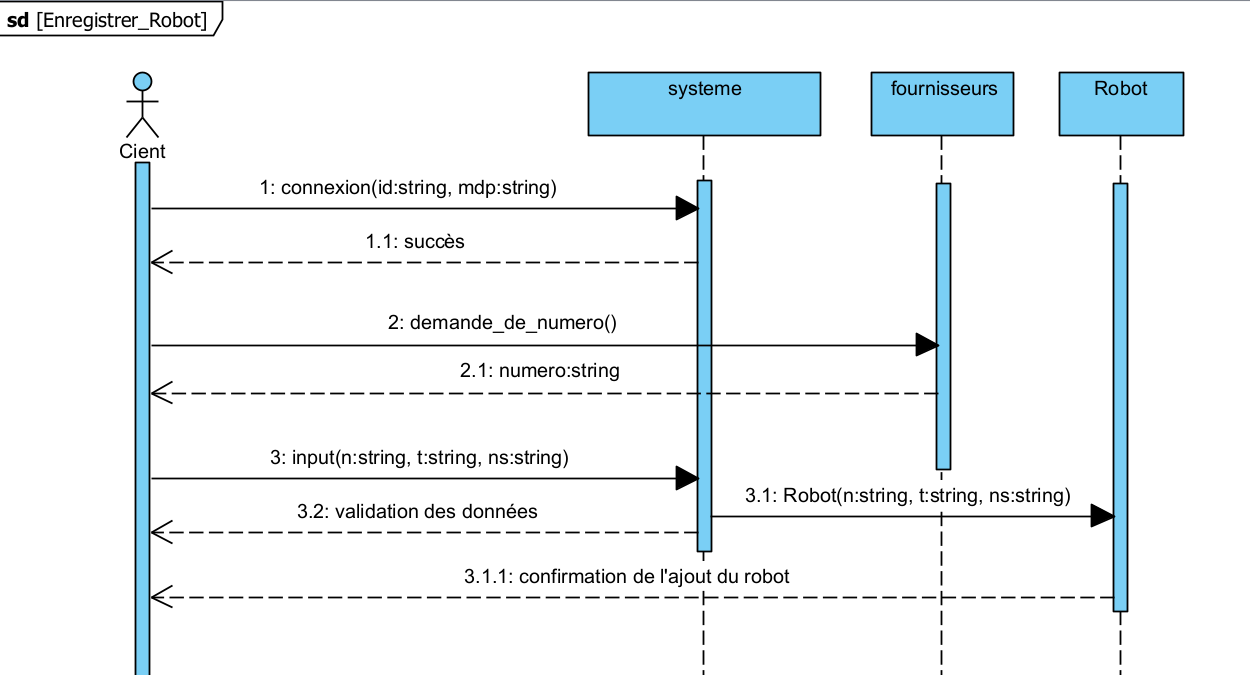 sd [Enregistrer_Robot]
systeme
fournisseurs
Robot
Cient
1: connexion(id:string, mdp:string)
1.1: succès
2: demande_de_numero()
2.1: numero:string
3: input(n:string, t:string, ns:string)
3.1: Robot(n:string, t:string, ns:string)
3.2: validation des données
3.1.1: confirmation de l'ajout du robot